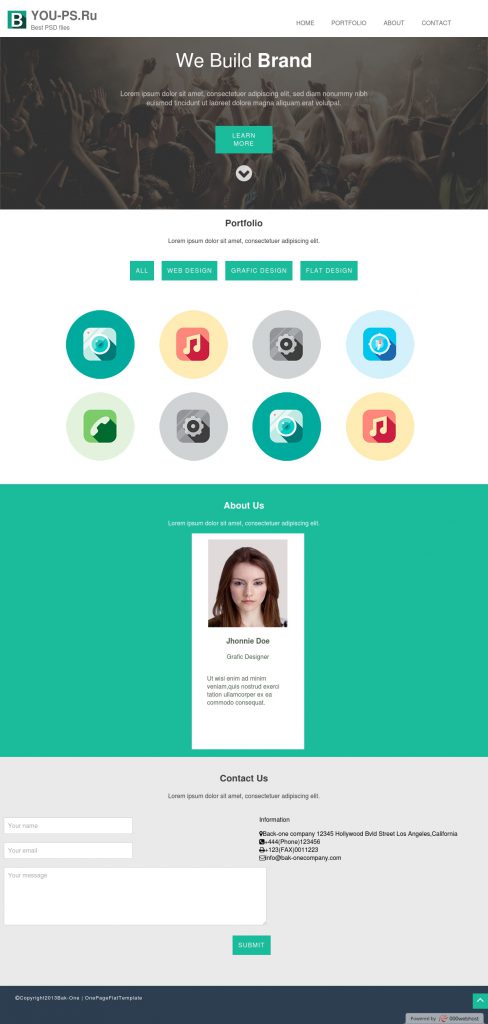 B YOU-PS.Ru
Best PSD files
HOME PORTFOLIO ABOUT CONTACT
We Build Brand
Lorem ipsum dolor sit amet, consectetuer adipiscing elit, sed diam nonummy nibh
euismod tincidunt ut laoreet dolore magna aliquam erat volutpat.
LEARN
MORE
Portfolio
Lorem ipsum dolor sit amet, consectetuer adipiscing elit.
ALL WEB DESIGN GRAFIC DESIGN FLAT DESIGN
About Us
Lorem ipsum dolor sit amet, consectetuer adipiscing elit.
Jhonnie Doe
Grafic Designer
Ut wisi enim ad minim
veniam,quis nostrud exerci
tation ullamcorper ex ea
commodo consequat.
Contact Us
Lorem ipsum dolor sit amet, consectetuer adipiscing elit.
Your name
Your email
Your message
SUBMIT
Information
Back-one company 12345 Hollywood Bvld Street Los Angeles,California
+444(Phone)123456
+123(FAX)0011223
info@bak-onecompany.com
©Copyright2013Bak-One | OnePageFlatTemplate
Powered by 000webhost